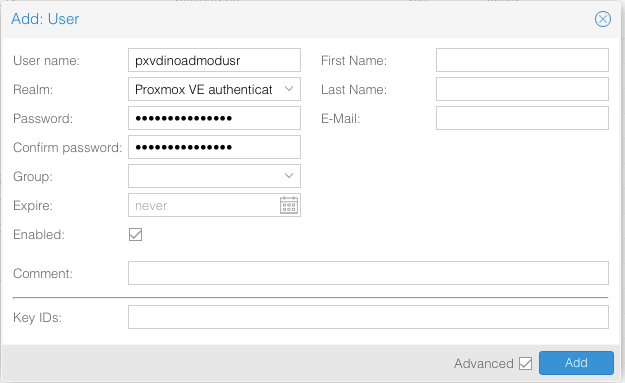 Add: User
User name: pxvdinoadmodusr
First Name:
Realm: Proxmox VE authenticat
Last Name:
Password: •••••••••••••••
E-Mail:
Confirm password: •••••••••••••••
Group:
Expire: never
Enabled:
Comment:
Key IDs:
Advanced
Add